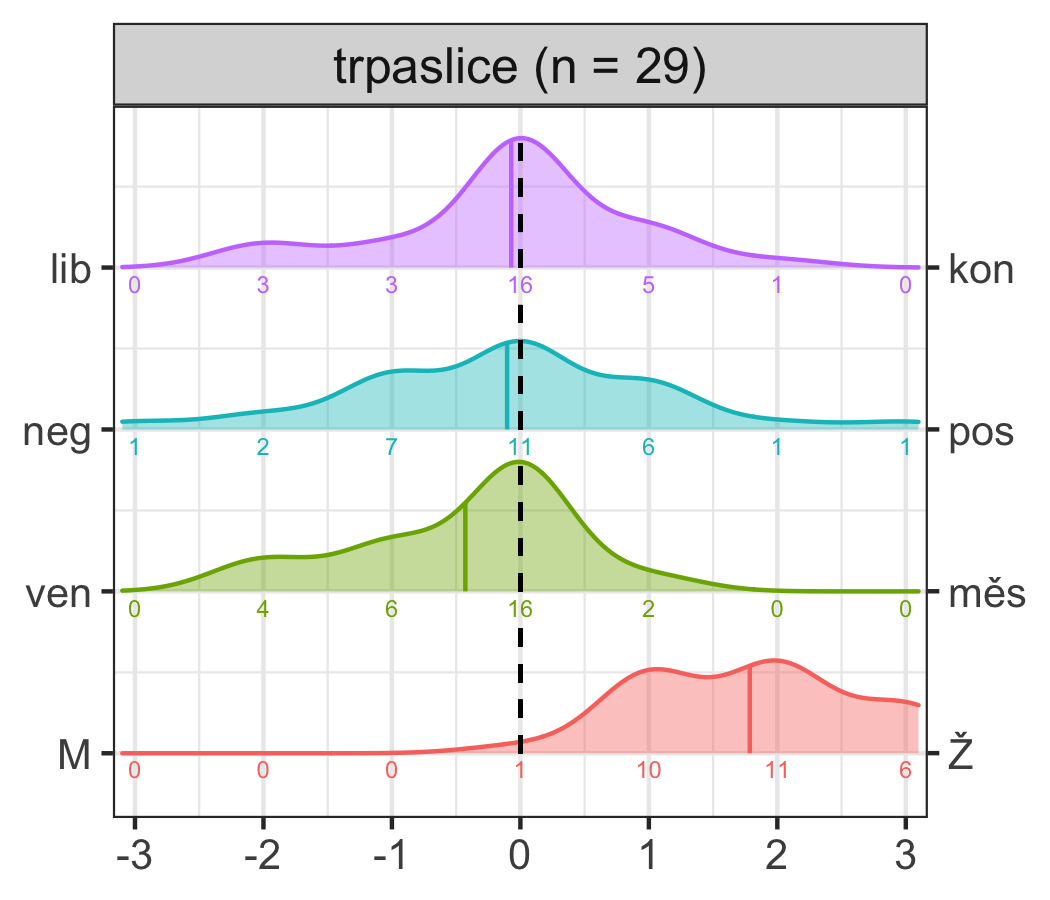 trpaslice (n = 29)
lib kon
0 3 3 16 5 1 0
neg pos
1 2 7 11 6 1 1
ven měs
0 4 6 16 2 0 0
M Ž
0 0 0 1 10 11 6
-3 -2 -1 0 1 2 3